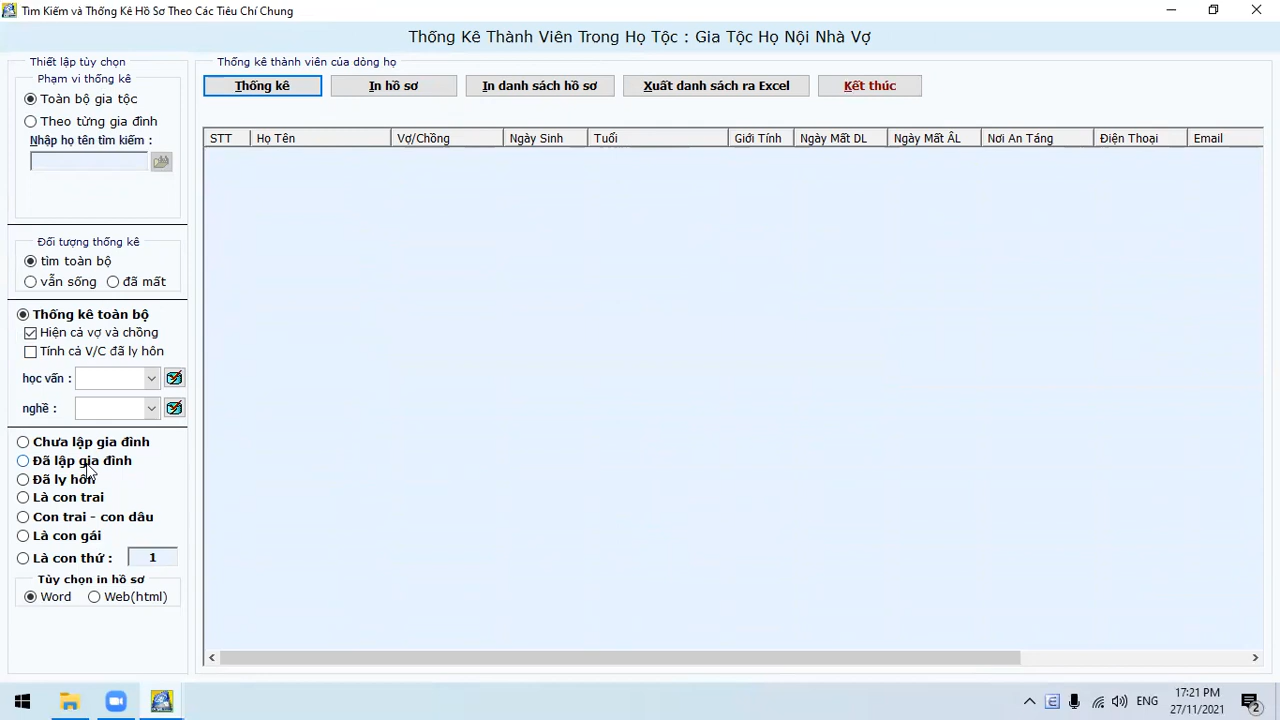 Tìm Kiếm và Thống Kê Hồ Sơ Theo Các Tiêu Chí Chung
Thống Kê Thành Viên Trong Họ Tộc : Gia Tộc Họ Nội Nhà Vợ
Thiết lập tùy chọn
Phạm vi thống kê
Toàn bộ gia tộc
Theo từng gia đình
Nhập họ tên tìm kiếm :
Đối tượng thống kê
tìm toàn bộ
vẫn sống đã mất
Thống kê toàn bộ
Hiện cả vợ và chồng
Tính cả V/C đã ly hôn
học vấn :
nghề :
Chưa lập gia đình
Đã lập gia đình
Đã ly hôn
Là con trai
Con trai - con dâu
Là con gái
Là con thứ : 1
Tùy chọn in hồ sơ
Word Web(html)
Thống kê thành viên của dòng họ
Thống kê In hồ sơ In danh sách hồ sơ Xuất danh sách ra Excel Kết thúc
STT Họ Tên Vợ/Chồng Ngày Sinh Tuổi Giới Tính Ngày Mất DL Ngày Mất ÂL Nơi An Táng Điện Thoại Email
ENG
17:21 PM
27/11/2021
2